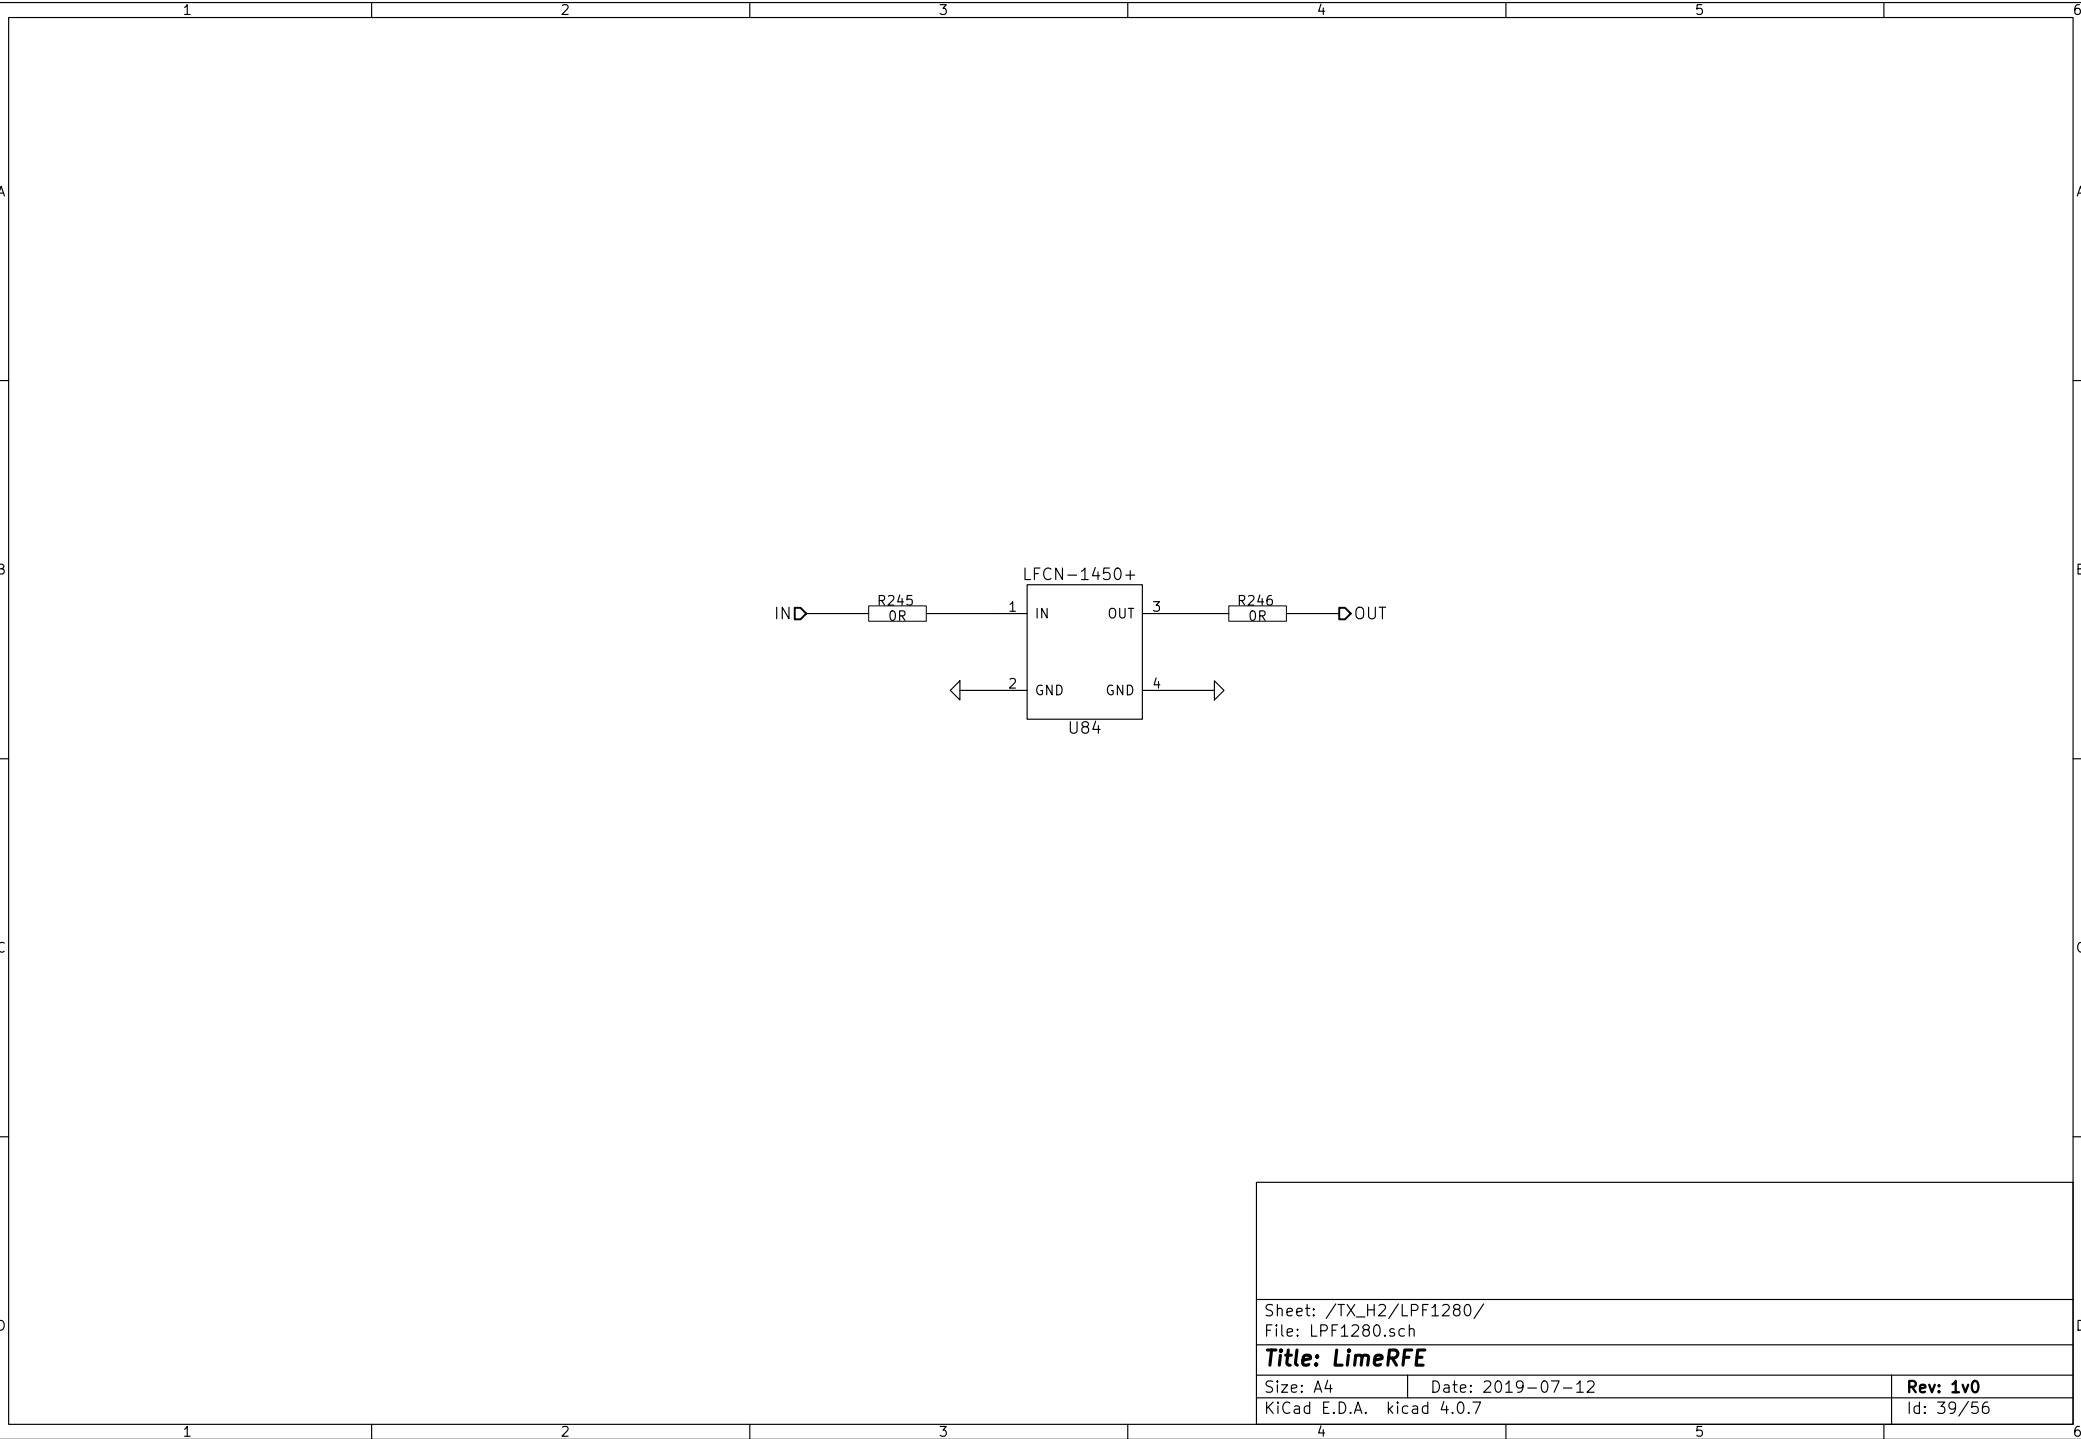 1 2 3 4 5 6
A A
LFCN-1450+
R245 R246
IN 0R 1 IN OUT 3 0R OUT
2 GND GND 4
U84
Sheet: /TX_H2/LPF1280/
File: LPF1280.sch
Title: LimeRFE
Size: A4 Date: 2019-07-12 Rev: 1v0
KiCad E.D.A. kicad 4.0.7 Id: 39/56
1 2 3 4 5 6